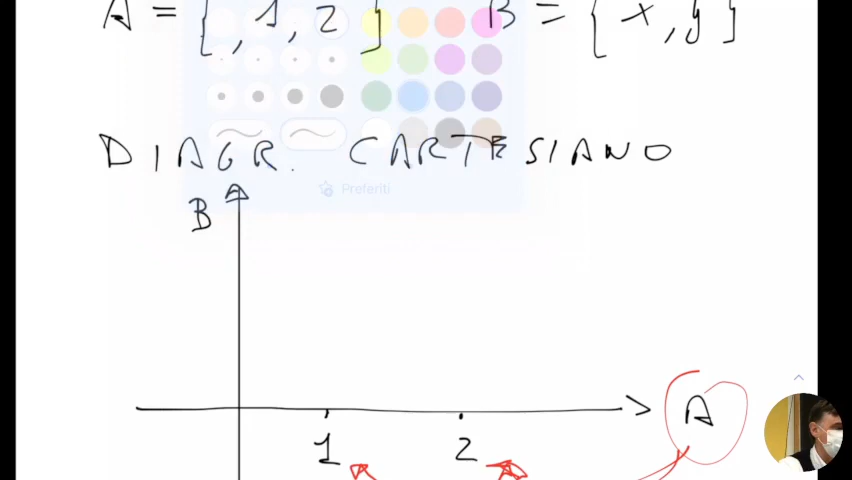 A = { , 1, 2 } B = { x, y }
DIAGR. CARTESIANO
Preferiti
B
A
1 2